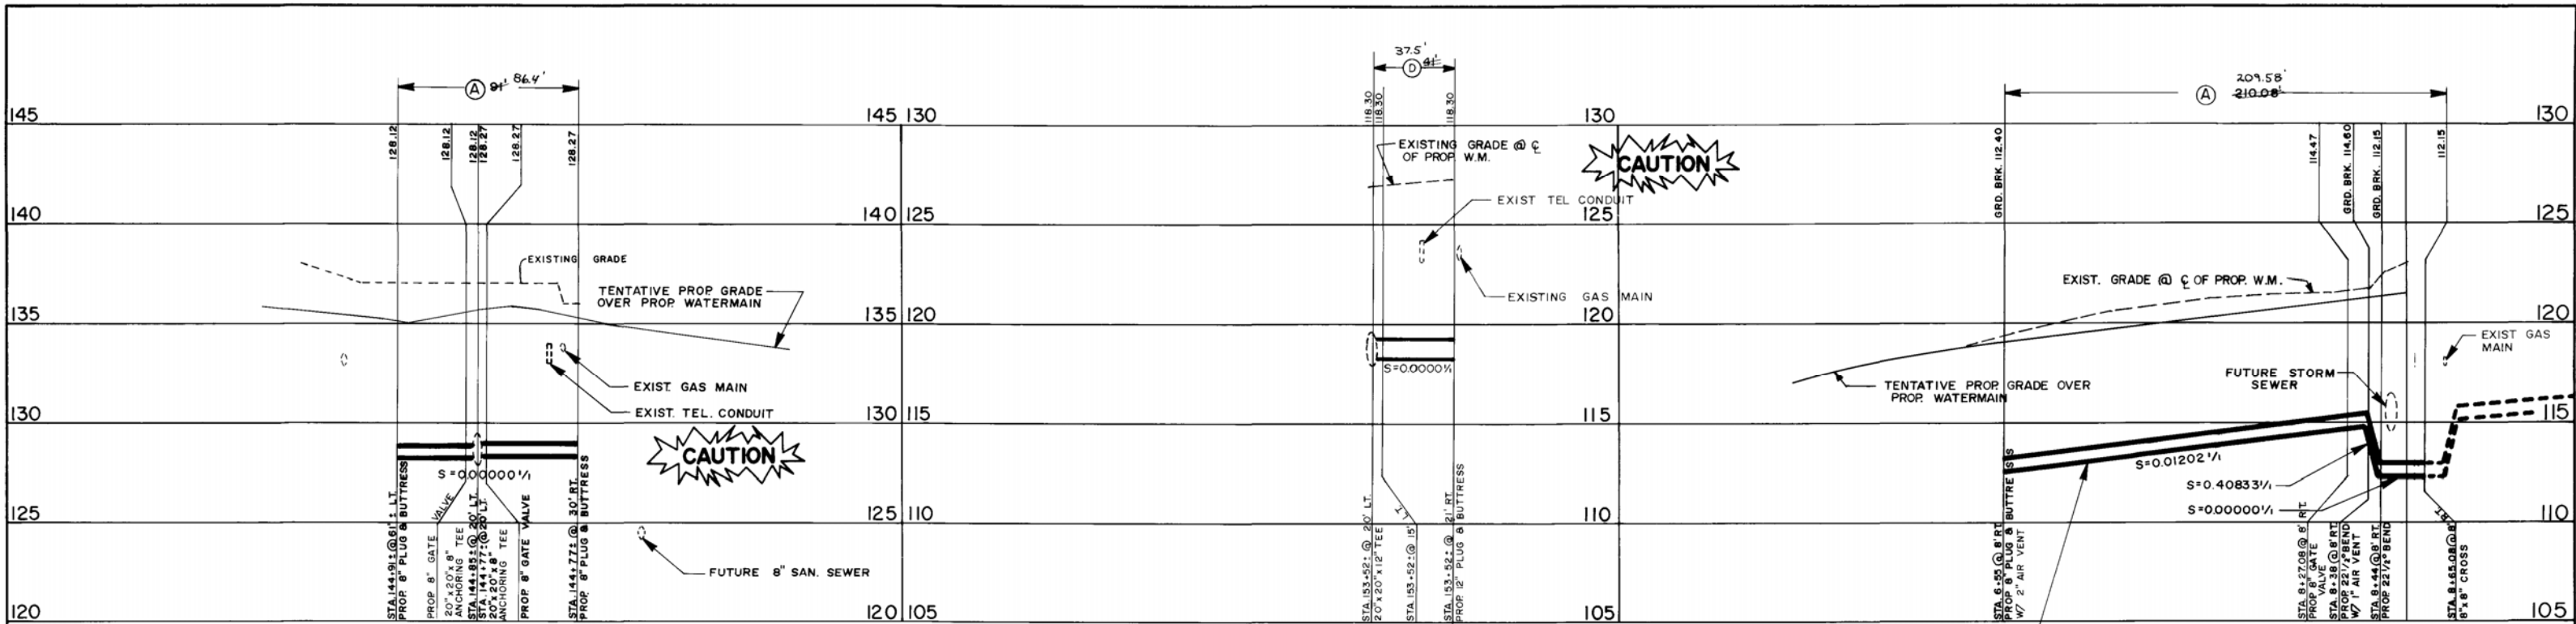 86.4'
A 91'
37.5'
D 41'
209.58'
A 210.08'
145
145 130
130
130
128.12
128.12
128.12
128.27
128.27
128.27
118.30
118.30
118.30
GRD. BRK. 112.40
114.47
GRD. BRK. 114.60
GRD. BRK. 112.15
112.15
EXISTING GRADE @ ℄
OF PROP. W.M.
CAUTION
140
140 125
125
125
EXIST TEL CONDUIT
EXISTING GRADE
TENTATIVE PROP. GRADE
OVER PROP. WATERMAIN
EXISTING GAS MAIN
EXIST. GRADE @ ℄ OF PROP. W.M.
135
135 120
120
120
EXIST GAS
MAIN
S=0.0000 1/1
EXIST. GAS MAIN
EXIST. TEL. CONDUIT
FUTURE STORM
SEWER
TENTATIVE PROP. GRADE OVER
PROP. WATERMAIN
130
130 115
115
115
CAUTION
S=0.00000 1/1
S=0.01202 1/1
S=0.40833 1/1
S=0.00000 1/1
125
125 110
110
110
FUTURE 8" SAN. SEWER
STA. 144+91± @ 61'± LT.
PROP. 8" PLUG & BUTTRESS
PROP 8" GATE VALVE
20"x20"x8"
ANCHORING TEE
STA. 144+85± @ 20' LT.
STA. 144+77± @ 20' LT.
20"x20"x8"
ANCHORING TEE
PROP. 8" GATE VALVE
STA. 144+77± @ 30' RT.
PROP. 8" PLUG & BUTTRESS
STA. 153+52± @ 20' LT.
20"x20"x12" TEE
STA. 153+52± @ 15' LT.
STA. 153+52± @ 21' RT.
PROP. 12" PLUG & BUTTRESS
STA. 6+55 @ 8' RT.
PROP 8" PLUG & BUTTRESS
W/ 2" AIR VENT
STA. 8+27.08 @ 8' RT.
PROP 8" GATE
VALVE
STA. 8+38 @ 8' RT.
PROP. 22 1/2° BEND
W/ 1" AIR VENT
STA. 8+44 @ 8' RT.
PROP 22 1/2° BEND
STA. 8+65.08 @ 8' RT.
8"x8" CROSS
120
120 105
105
105